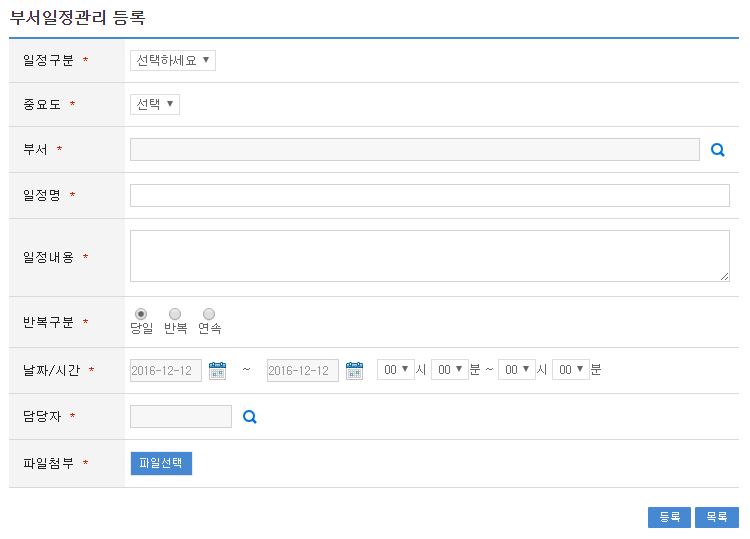 부서일정관리 등록
일정구분 * 선택하세요
중요도 * 선택
부서 *
일정명 *
일정내용 *
반복구분 * 당일 반복 연속
날짜/시간 * 2016-12-12 ~ 2016-12-12 00 시 00 분 ~ 00 시 00 분
담당자 *
파일첨부 * 파일선택
등록 목록